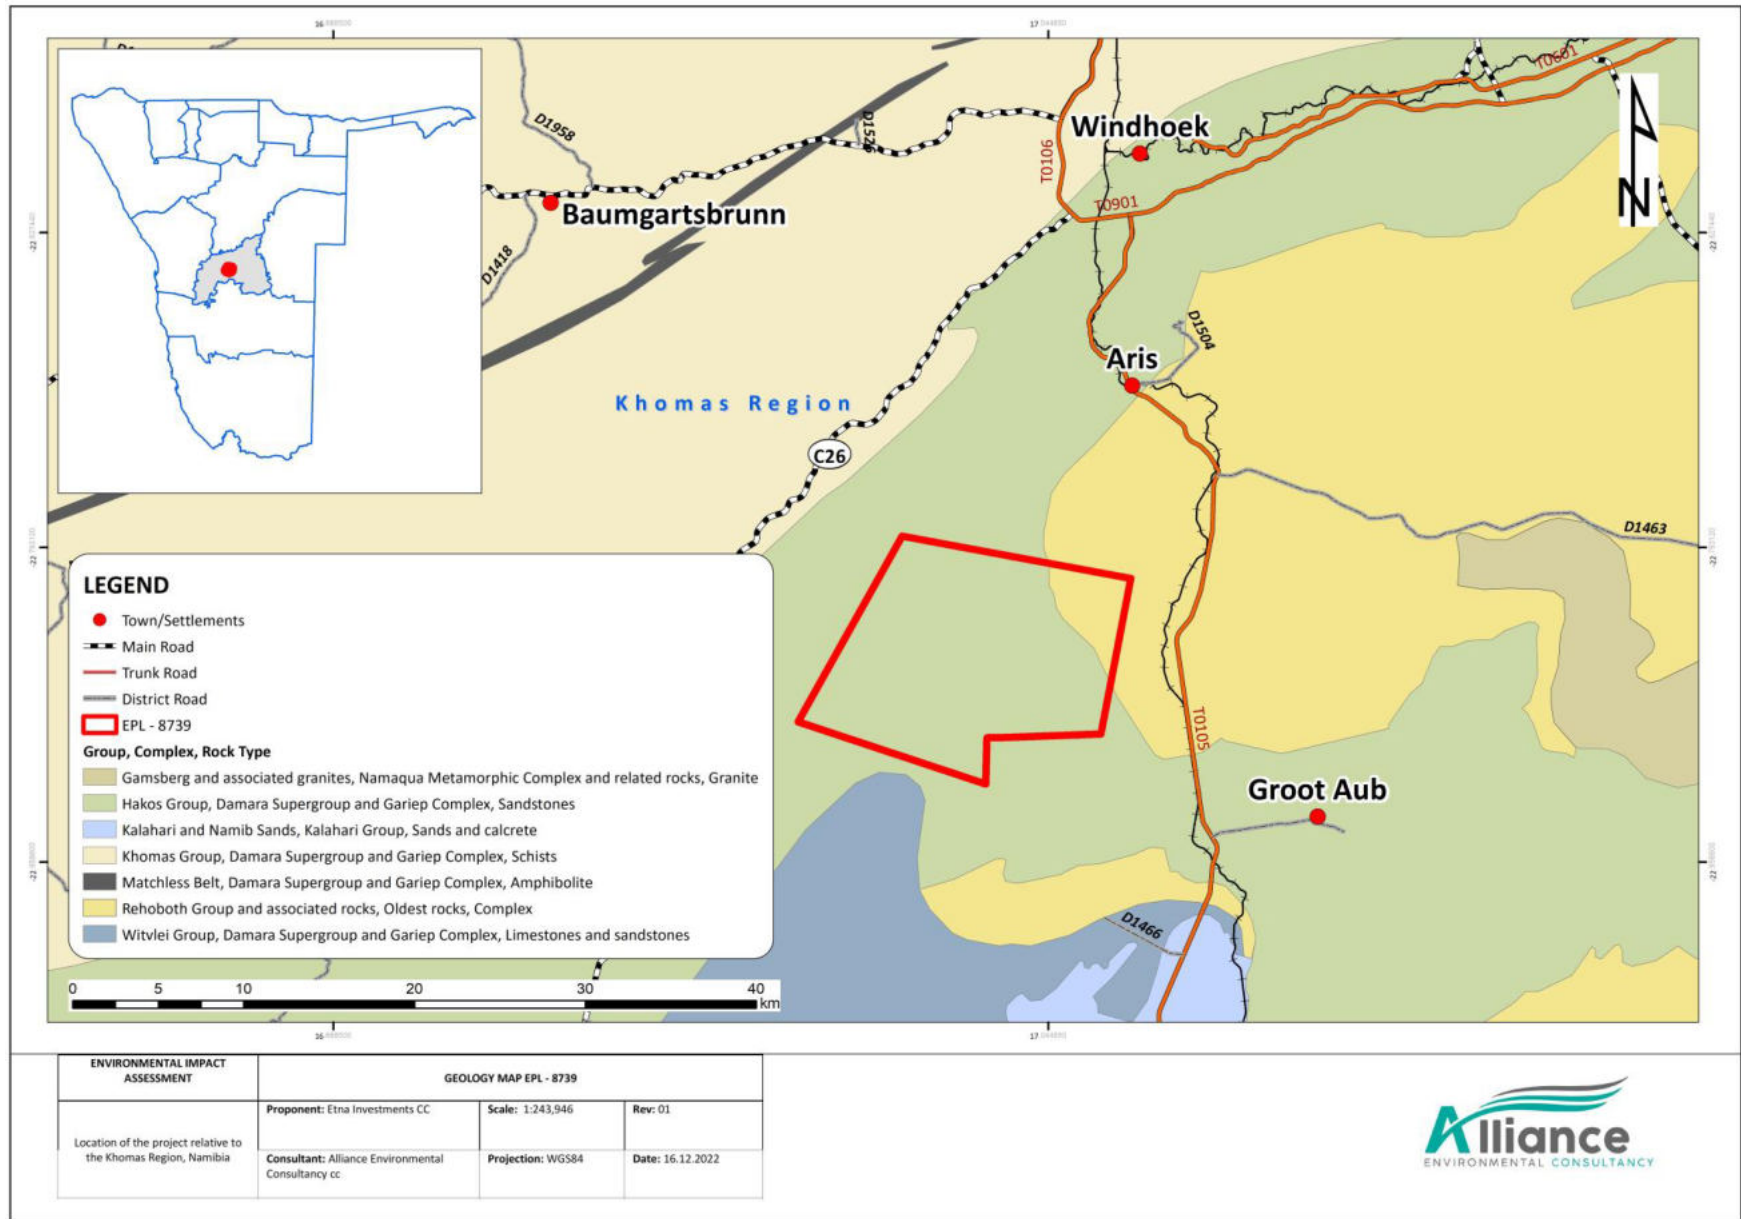 16.888500
17.044880
D1958
D1526
T0601
Windhoek
T0106
T0901
Baumgartsbrunn
D1418
N
D1504
Aris
Khomas Region
C26
D1463
T0105
Groot Aub
D1466
LEGEND
Town/Settlements
Main Road
Trunk Road
District Road
EPL - 8739
Group, Complex, Rock Type
Gamsberg and associated granites, Namaqua Metamorphic Complex and related rocks, Granite
Hakos Group, Damara Supergroup and Gariep Complex, Sandstones
Kalahari and Namib Sands, Kalahari Group, Sands and calcrete
Khomas Group, Damara Supergroup and Gariep Complex, Schists
Matchless Belt, Damara Supergroup and Gariep Complex, Amphibolite
Rehoboth Group and associated rocks, Oldest rocks, Complex
Witvlei Group, Damara Supergroup and Gariep Complex, Limestones and sandstones
0 5 10 20 30 40
km
ENVIRONMENTAL IMPACT
ASSESSMENT
GEOLOGY MAP EPL - 8739
Location of the project relative to
the Khomas Region, Namibia
Proponent: Etna Investments CC
Scale: 1:243,946
Rev: 01
Consultant: Alliance Environmental
Consultancy cc
Projection: WGS84
Date: 16.12.2022
Alliance
ENVIRONMENTAL CONSULTANCY